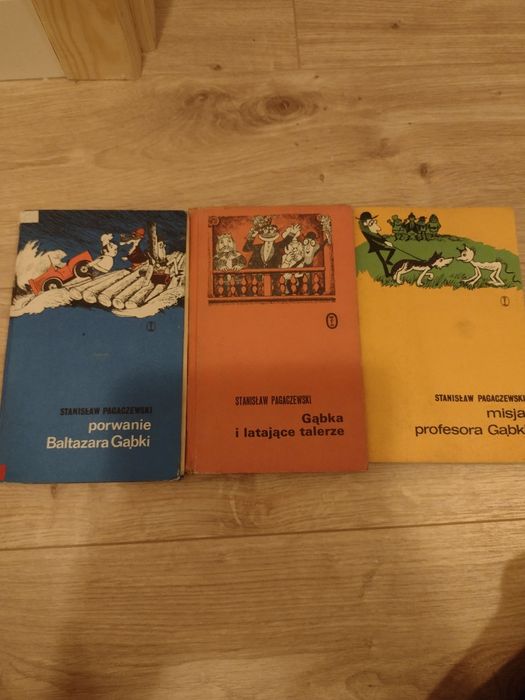 STANISŁAW PAGACZEWSKI
porwanie
Baltazara Gąbki
STANISŁAW PAGACZEWSKI
Gąbka
i latające talerze
STANISŁAW PAGACZEWSKI
misja
profesora Gąbki